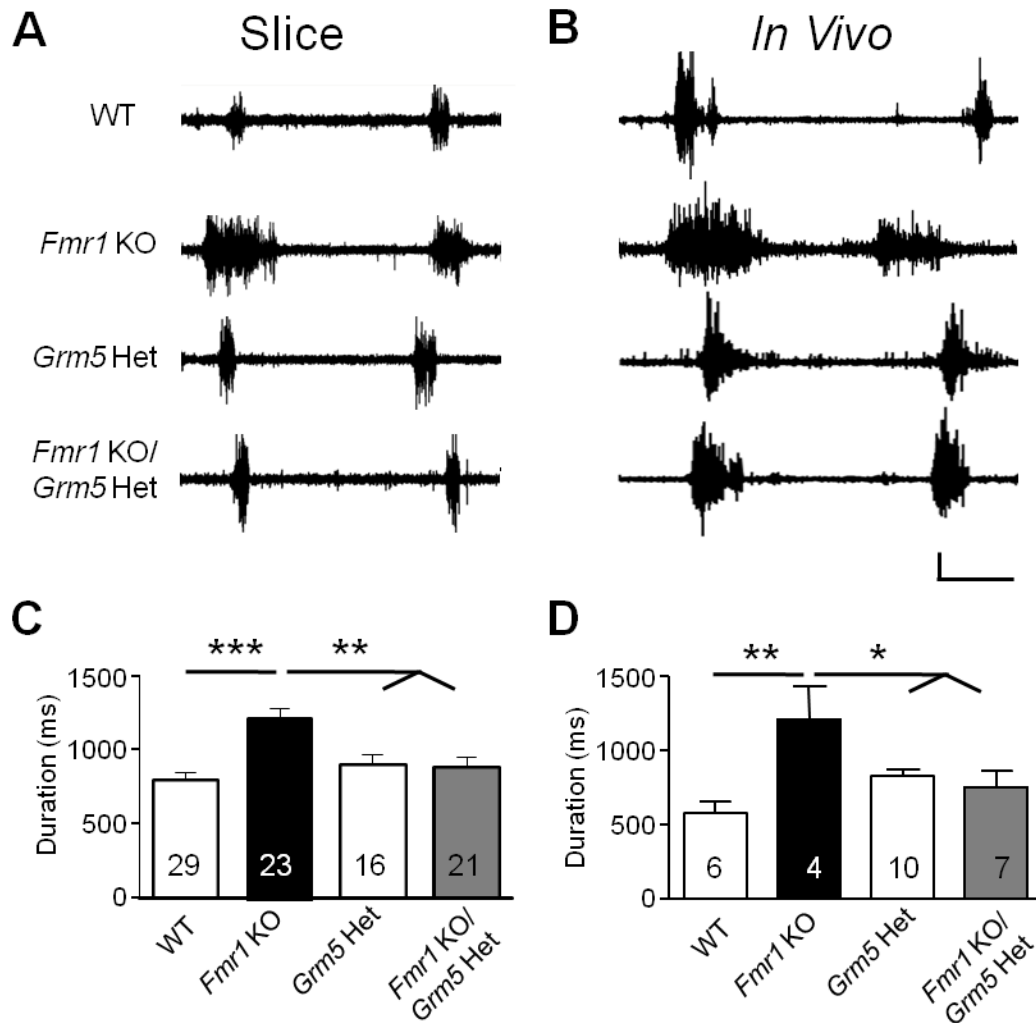 A Slice
B In Vivo
WT
Fmr1 KO
Grm5 Het
Fmr1 KO/
Grm5 Het
C
*** **
1500
1000
500
0
Duration (ms)
29 23 16 21
WT
Fmr1 KO
Grm5 Het
Fmr1 KO/
Grm5 Het
D
** *
1500
1000
500
0
Duration (ms)
6 4 10 7
WT
Fmr1 KO
Grm5 Het
Fmr1 KO/
Grm5 Het